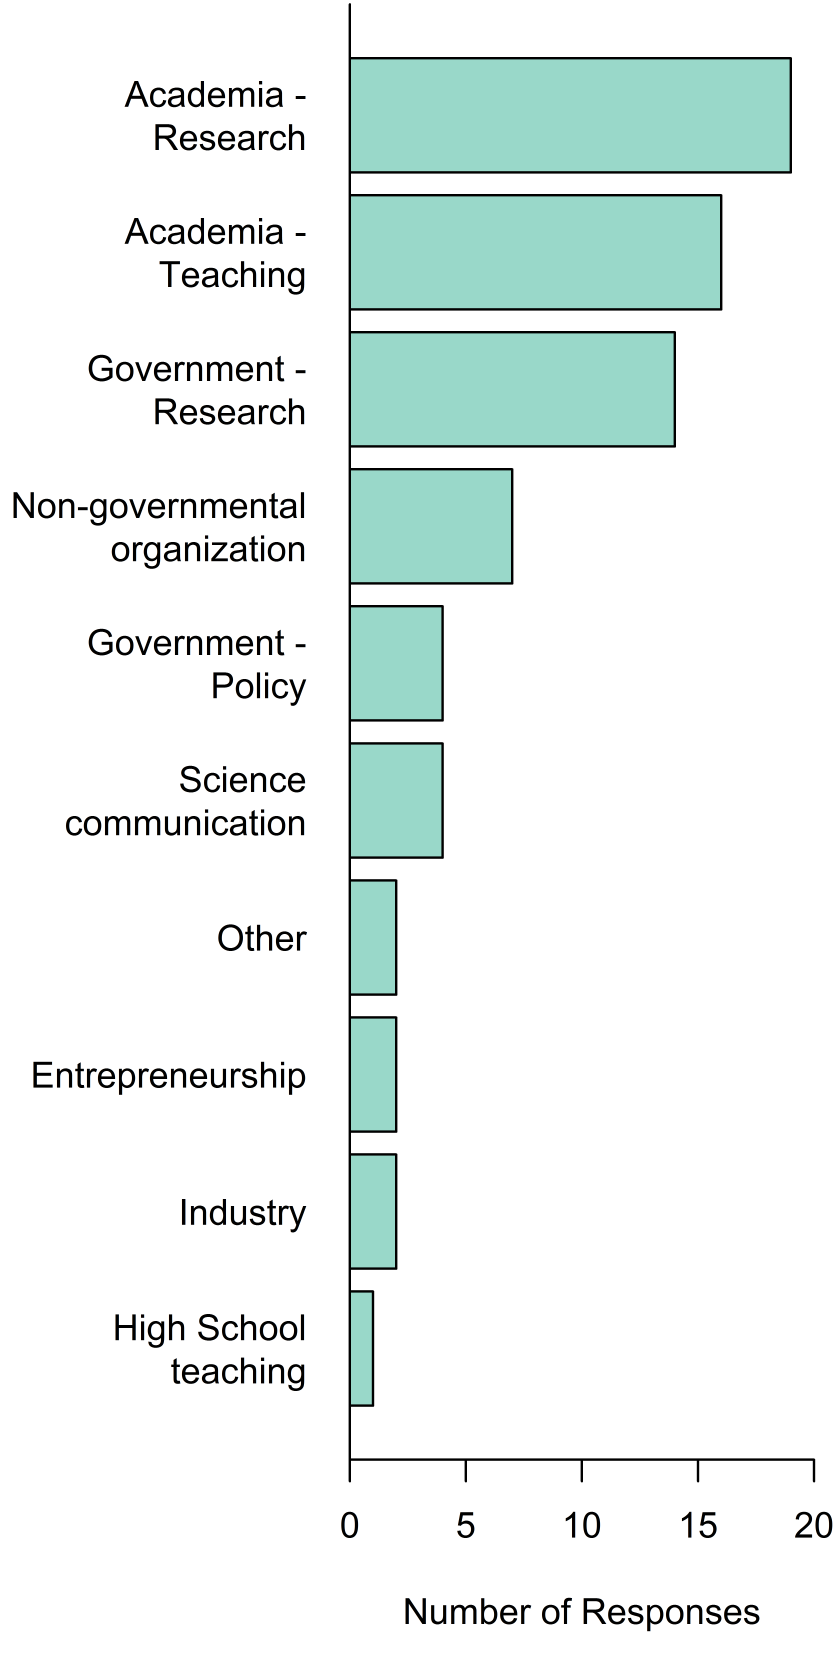 Academia -
Research
Academia -
Teaching
Government -
Research
Non-governmental
organization
Government -
Policy
Science
communication
Other
Entrepreneurship
Industry
High School
teaching
0 5 10 15 20
Number of Responses